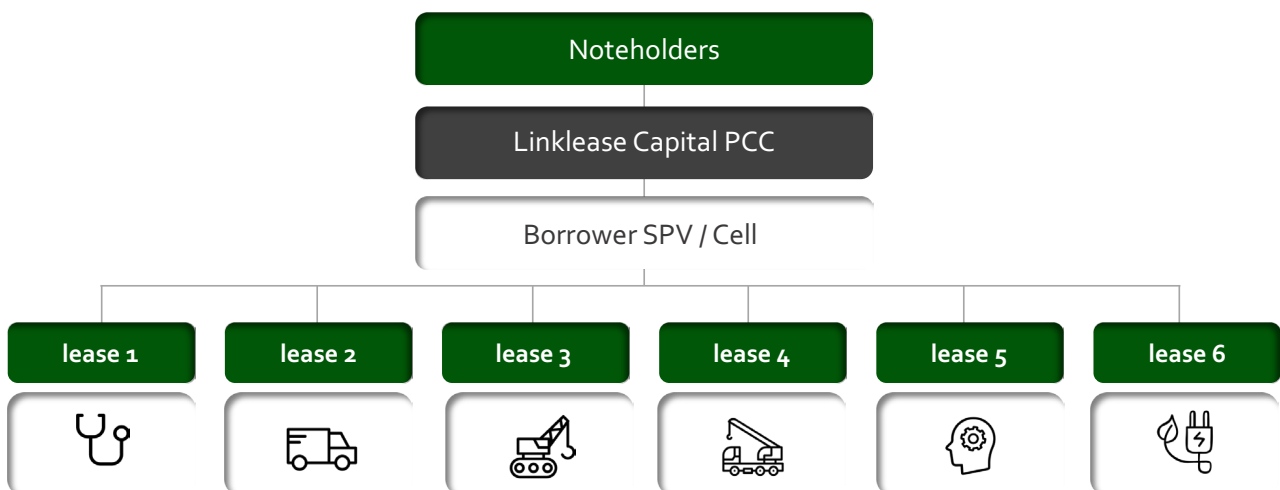 Noteholders
Linklease Capital PCC
Borrower SPV / Cell
lease 1
lease 2
lease 3
lease 4
lease 5
lease 6